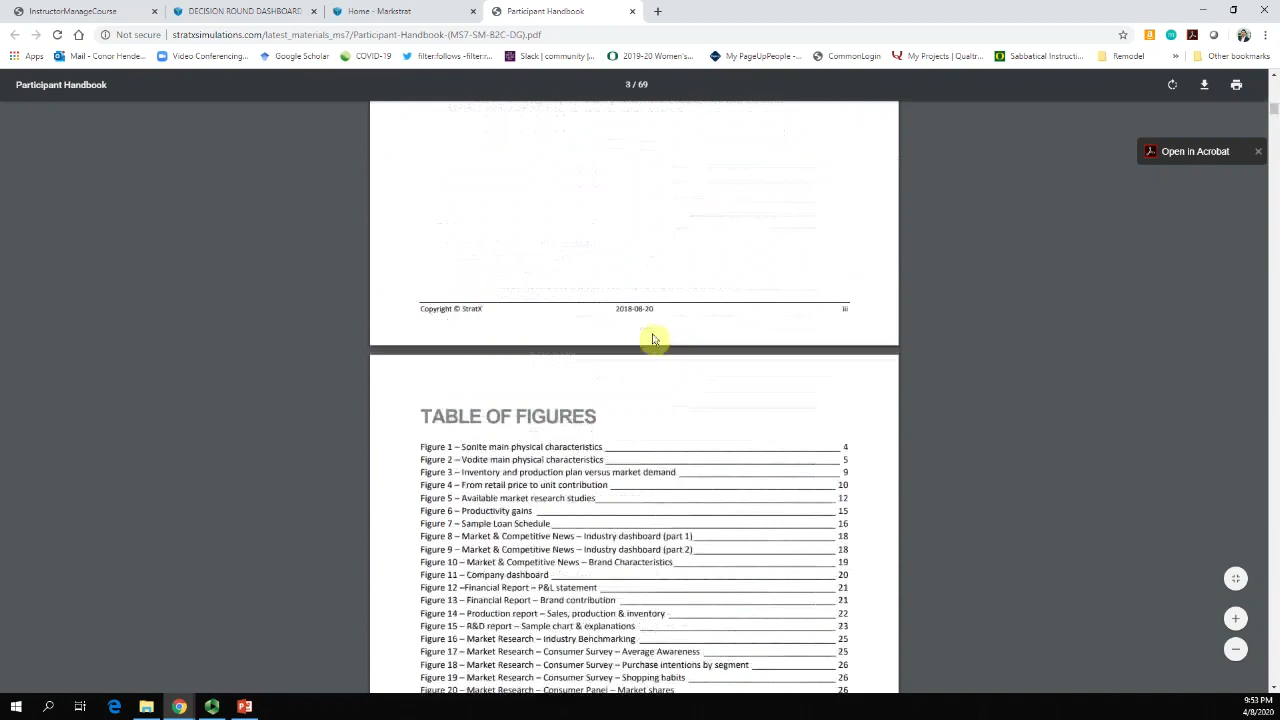 InstructorManageCourse
DECISION ROUND DASHBOARD
Home - Markstrat
Participant Handbook
Not secure
stratxsimulations.com/latest_materials_ms7/Participant-Handbook-(MS7-SM-B2C-DG).pdf
Apps
Mail - Conor Hende...
Video Conferencing...
Google Scholar
COVID-19
filter:follows -filter:r...
Slack | community |...
2019-20 Women's...
My PageUpPeople -...
CommonLogin
My Projects | Qualtr...
Sabbatical Instructi...
Remodel
»
Other bookmarks
Participant Handbook
3 / 69
Open in Acrobat
Copyright © StratX
2018-08-20
iii
TABLE OF FIGURES
Figure 1 – Sonite main physical characteristics 4
Figure 2 – Vodite main physical characteristics 5
Figure 3 – Inventory and production plan versus market demand 9
Figure 4 – From retail price to unit contribution 10
Figure 5 – Available market research studies 12
Figure 6 – Productivity gains 15
Figure 7 – Sample Loan Schedule 16
Figure 8 – Market & Competitive News – Industry dashboard (part 1) 18
Figure 9 – Market & Competitive News – Industry dashboard (part 2) 18
Figure 10 – Market & Competitive News – Brand Characteristics 19
Figure 11 – Company dashboard 20
Figure 12 –Financial Report – P&L statement 21
Figure 13 – Financial Report – Brand contribution 21
Figure 14 – Production report – Sales, production & inventory 22
Figure 15 – R&D report – Sample chart & explanations 23
Figure 16 – Market Research – Industry Benchmarking 25
Figure 17 – Market Research – Consumer Survey – Average Awareness 25
Figure 18 – Market Research – Consumer Survey – Purchase intentions by segment 26
Figure 19 – Market Research – Consumer Survey – Shopping habits 26
Figure 20 – Market Research – Consumer Panel – Market shares 26
9:53 PM
4/8/2020